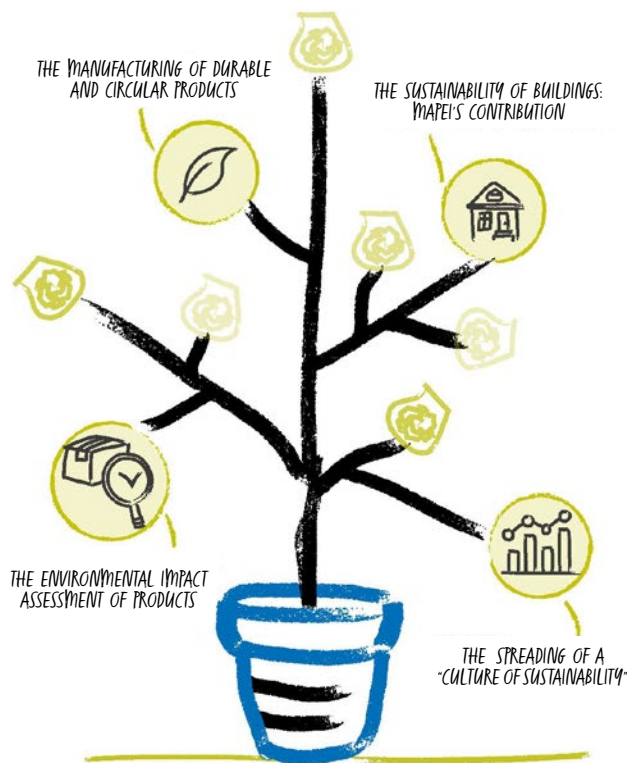 THE MANUFACTURING OF DURABLE
AND CIRCULAR PRODUCTS
THE SUSTAINABILITY OF BUILDINGS:
MAPEI'S CONTRIBUTION
THE ENVIRONMENTAL IMPACT
ASSESSMENT OF PRODUCTS
THE SPREADING OF A
"CULTURE OF SUSTAINABILITY"